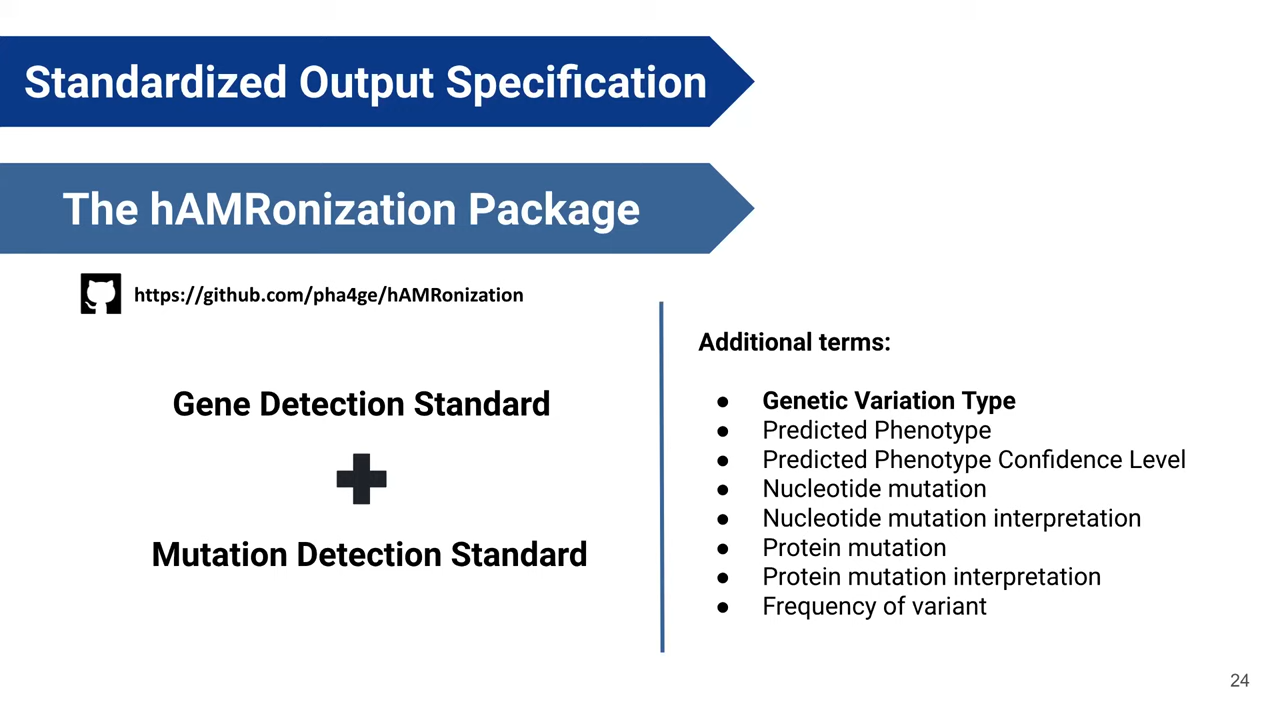 Standardized Output Specification
The hAMRonization Package
https://github.com/pha4ge/hAMRonization
Gene Detection Standard
Mutation Detection Standard
Additional terms:
● Genetic Variation Type
● Predicted Phenotype
● Predicted Phenotype Confidence Level
● Nucleotide mutation
● Nucleotide mutation interpretation
● Protein mutation
● Protein mutation interpretation
● Frequency of variant
24